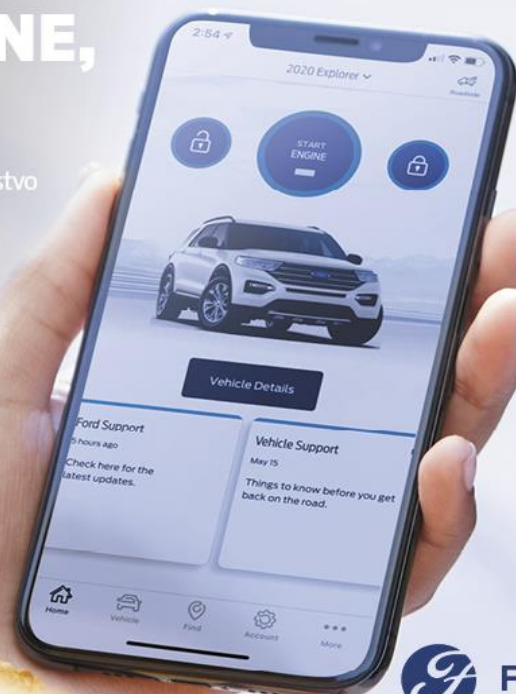 NE,
stvo
2:54
2020 Explorer
Roadside
START
ENGINE
Vehicle Details
Ford Support
5 hours ago
Check here for the
latest updates.
Vehicle Support
May 15
Things to know before you get
back on the road.
Home
Vehicle
Find
Account
More
F